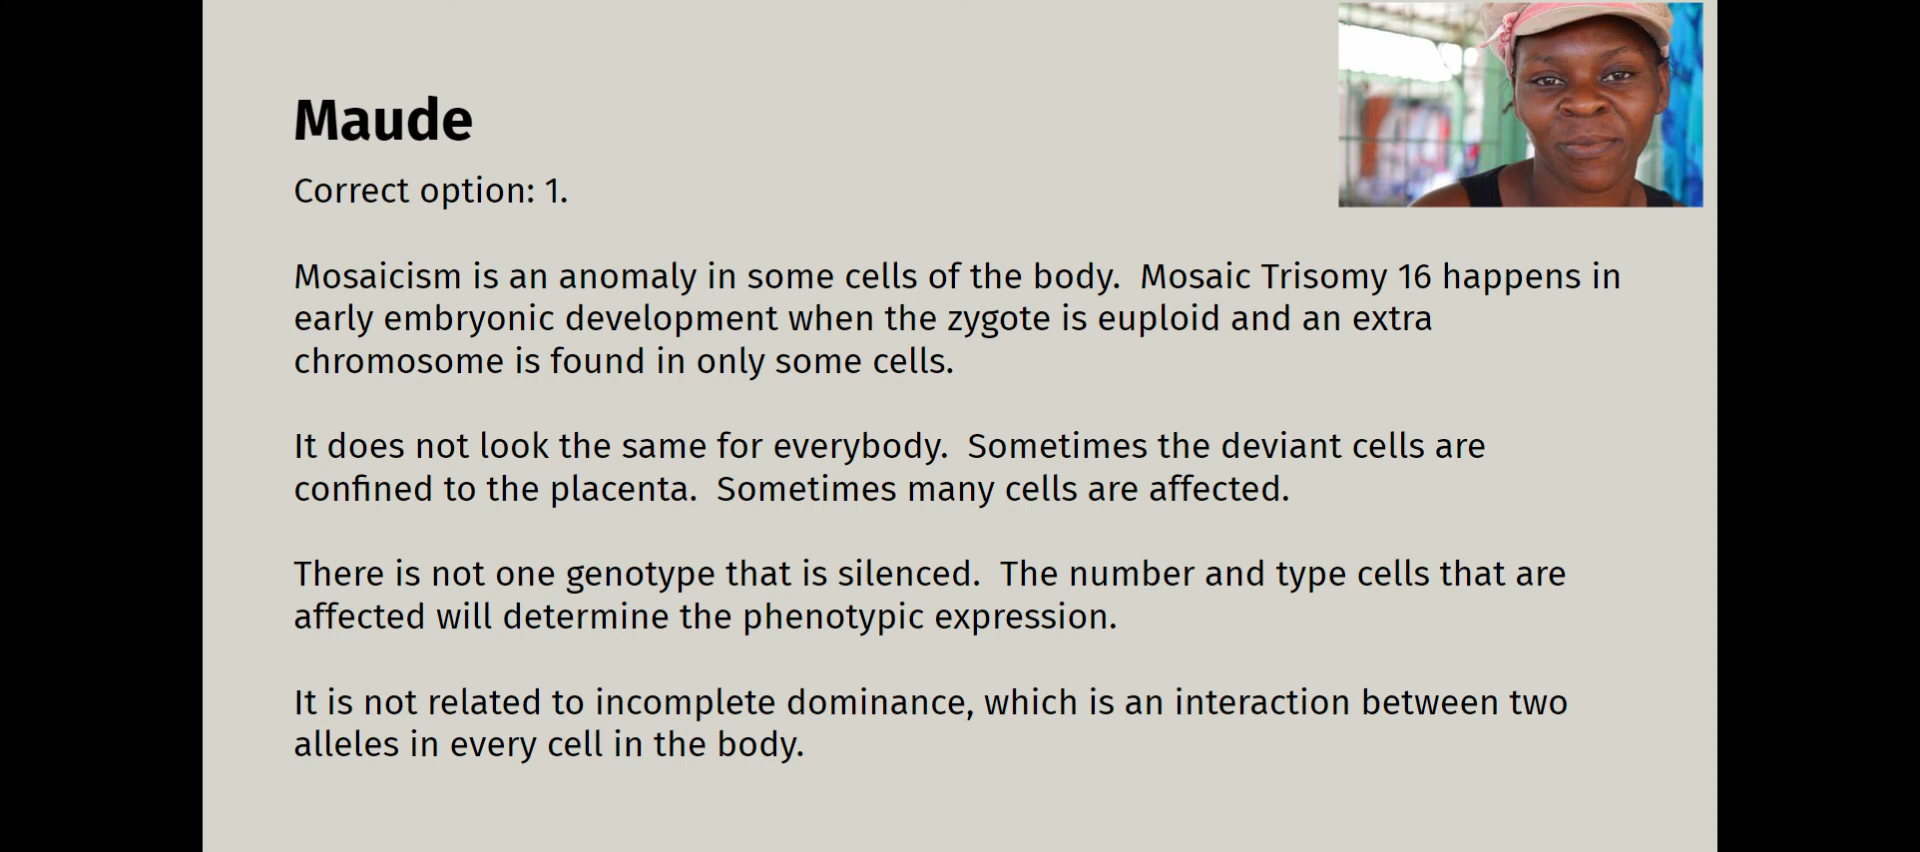 Maude
Correct option: 1.
Mosaicism is an anomaly in some cells of the body.  Mosaic Trisomy 16 happens in
early embryonic development when the zygote is euploid and an extra
chromosome is found in only some cells.
It does not look the same for everybody.  Sometimes the deviant cells are
confined to the placenta.  Sometimes many cells are affected.
There is not one genotype that is silenced.  The number and type cells that are
affected will determine the phenotypic expression.
It is not related to incomplete dominance, which is an interaction between two
alleles in every cell in the body.